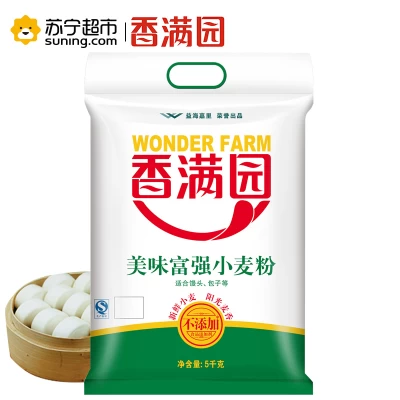 苏宁超市 香满园
suning.com
益海嘉里 荣誉出品
WONDER FARM
香满园
美味富强小麦粉
适合馒头、包子等
新鲜小麦 阳光麦香
不添加
净含量:5千克